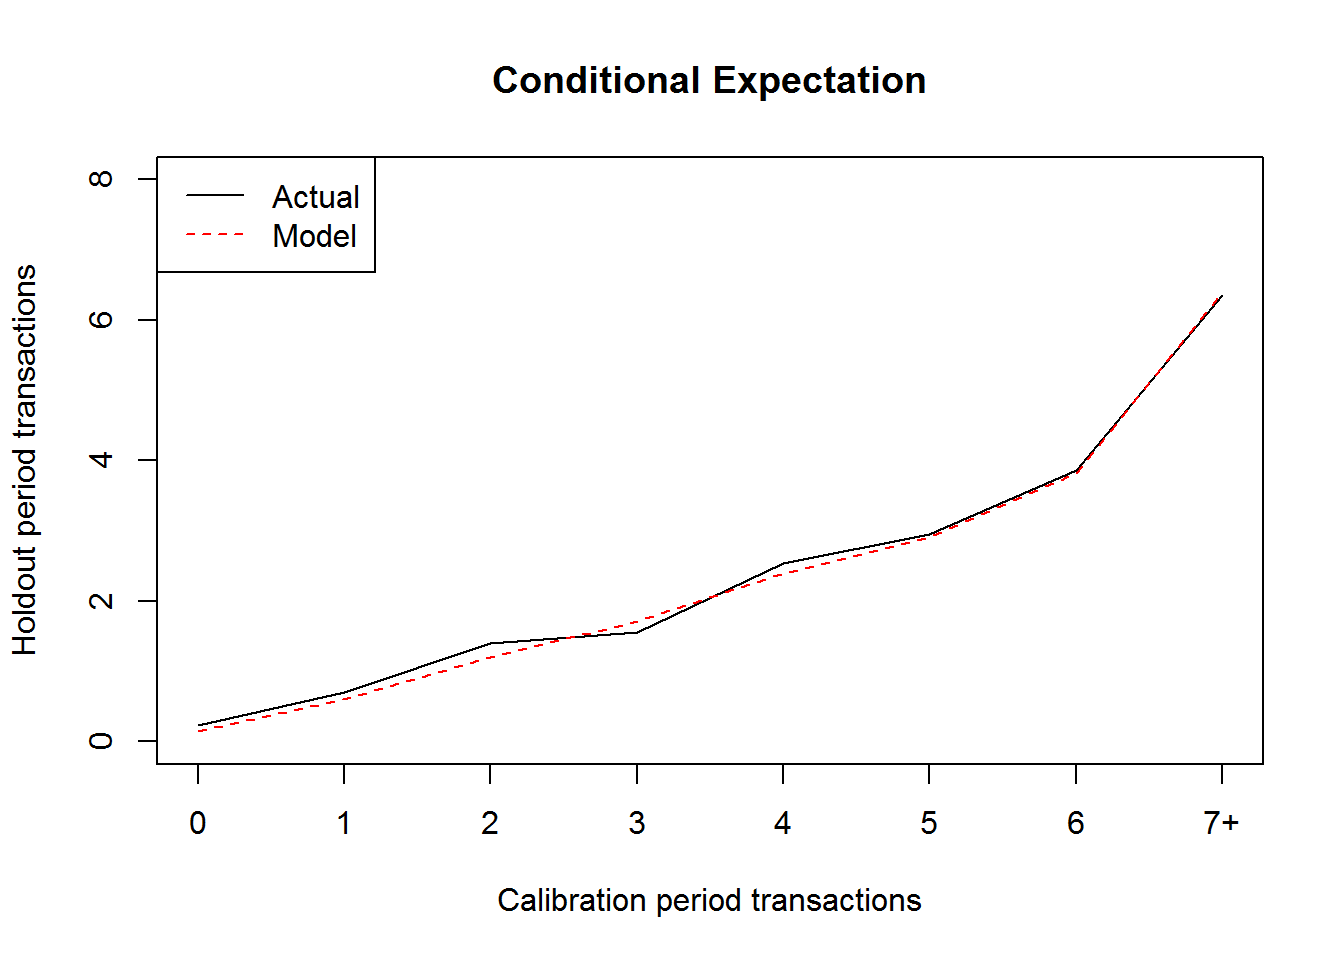 Conditional Expectation
Actual
Model
8
6
4
2
0
Holdout period transactions
0 1 2 3 4 5 6 7+
Calibration period transactions